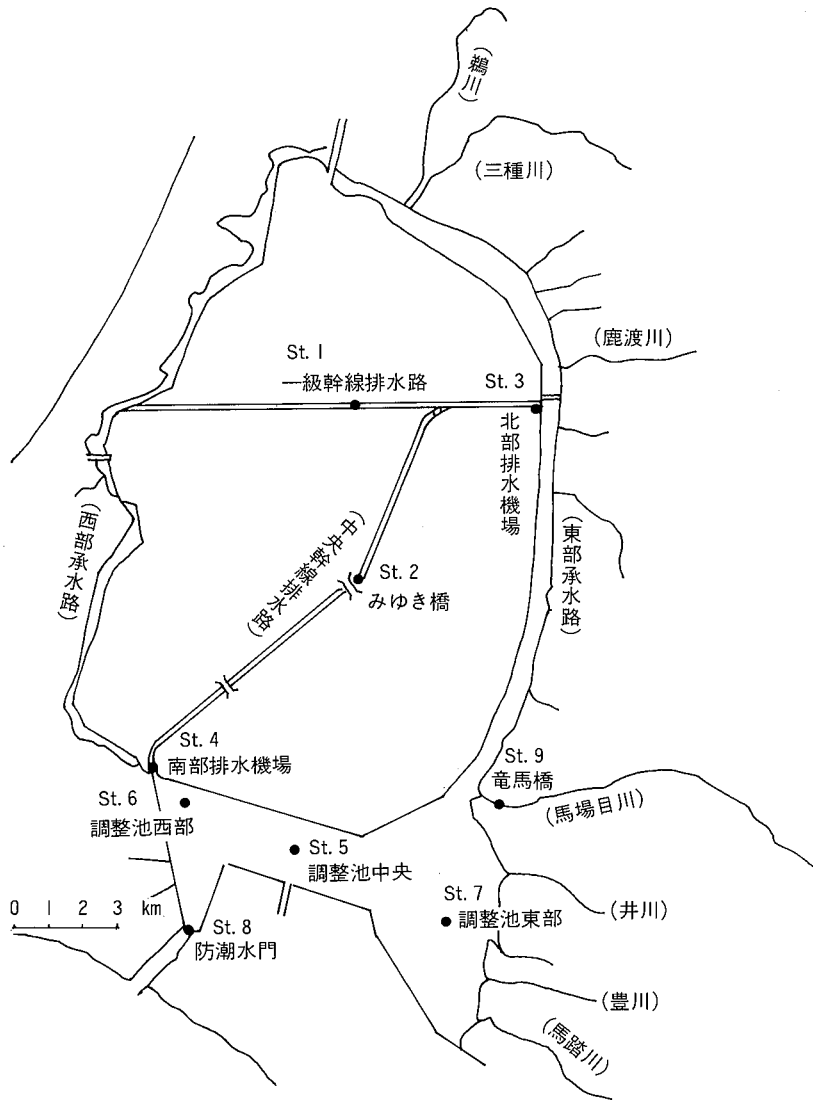 (鵜川)
(三種川)
(鹿渡川)
St. 1
一級幹線排水路
St. 3
北部排水機場
(西部承水路)
(中央幹線排水路)
St. 2
みゆき橋
(東部承水路)
St. 4
南部排水機場
St. 9
竜馬橋
(馬場目川)
St. 6
調整池西部
St. 5
調整池中央
St. 7
調整池東部
(井川)
0 1 2 3 km
St. 8
防潮水門
(豊川)
(馬踏川)